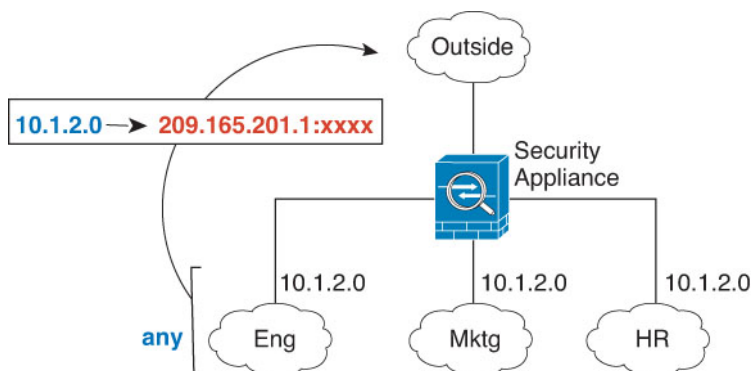 Outside
10.1.2.0 → 209.165.201.1:xxxx
Security
Appliance
10.1.2.0
10.1.2.0
10.1.2.0
any
Eng
Mktg
HR